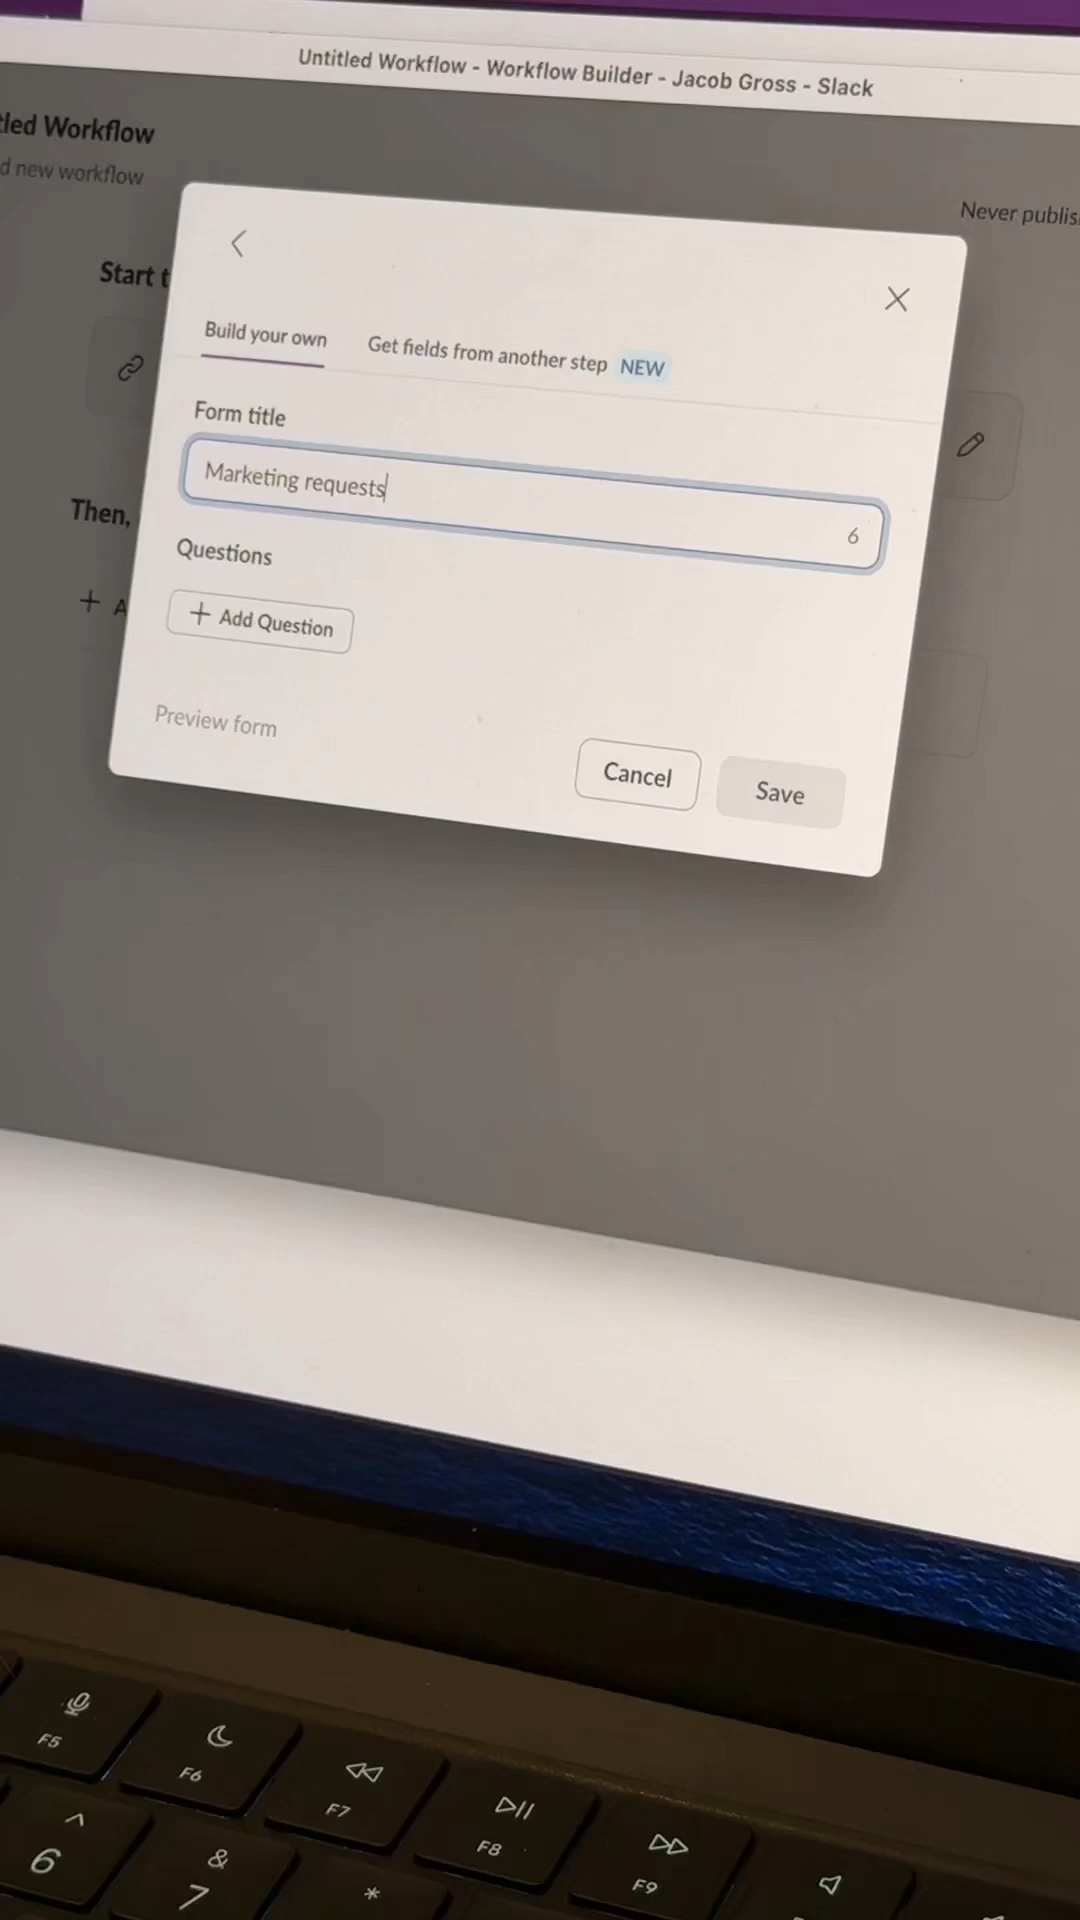 Untitled Workflow - Workflow Builder - Jacob Gross - Slack
tled Workflow
d new workflow
Never publis
Start t
Build your own
Get fields from another step NEW
Form title
Marketing requests
6
Then,
Questions
+ A
+ Add Question
Preview form
Cancel
Save
F5
F6
F7
F8
F9
^
6
&
7
*